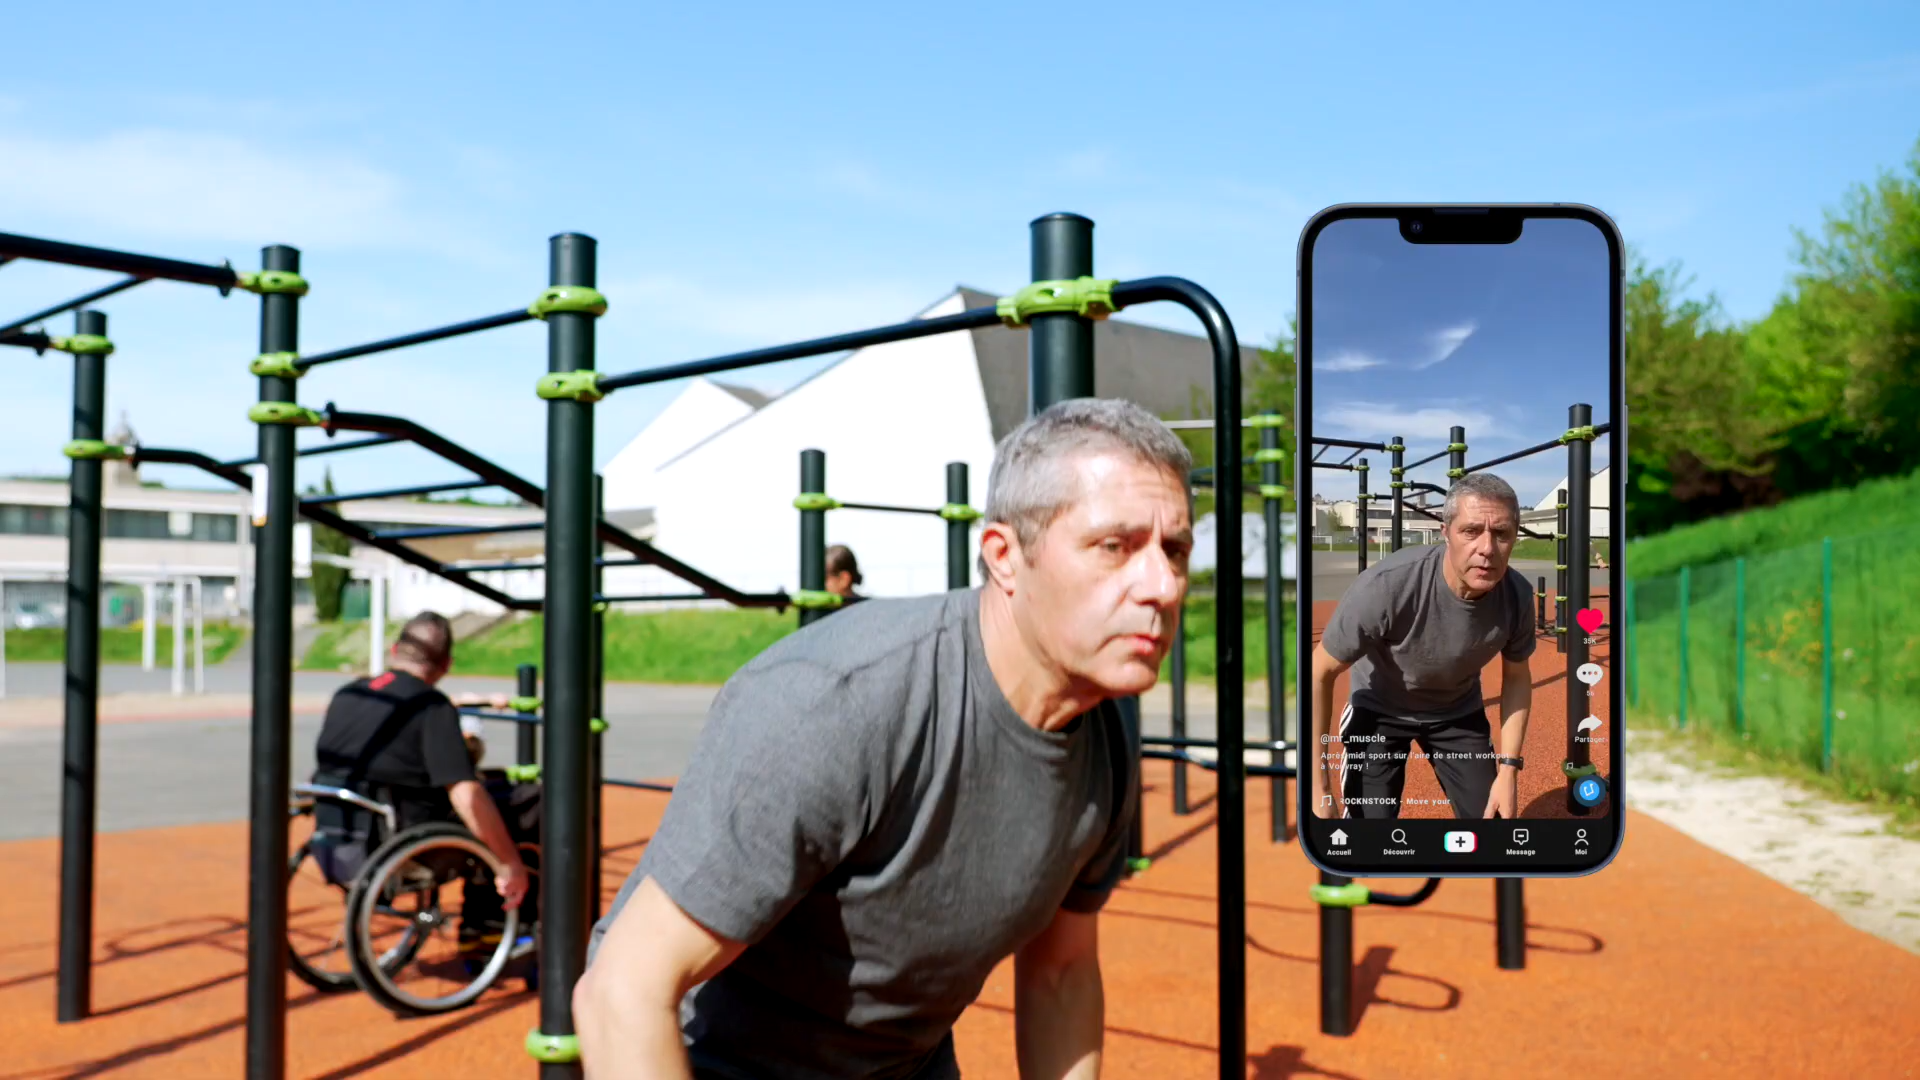 35K
5k
Partager
@mr_muscle
Après-midi sport sur l'aire de street workout
à Vouvray !
ROCKNSTOCK - Move your
Accueil
Découvrir
Message
Moi